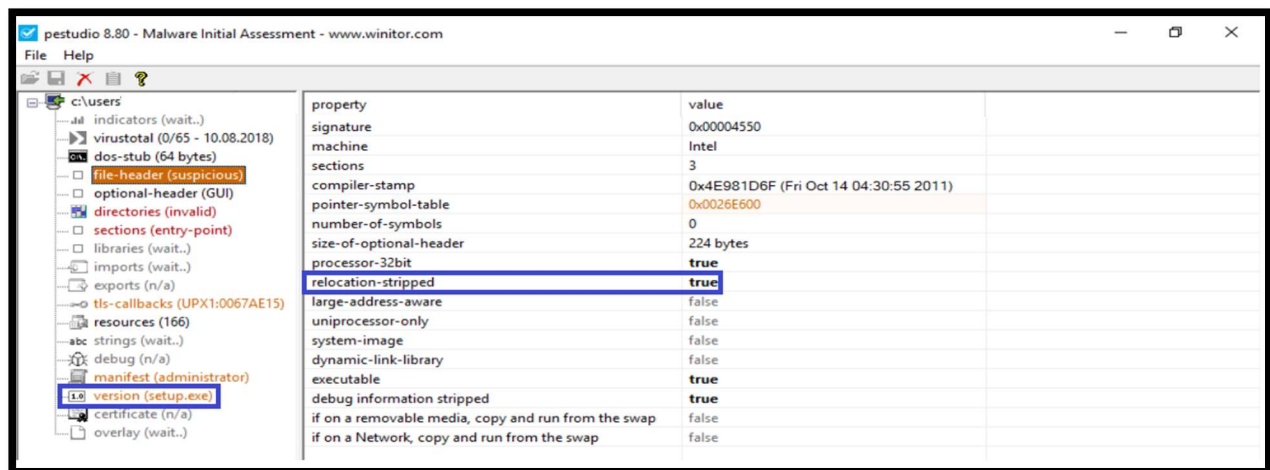 pestudio 8.80 - Malware Initial Assessment - www.winitor.com
File Help
c:\users
indicators (wait..)
virustotal (0/65 - 10.08.2018)
dos-stub (64 bytes)
file-header (suspicious)
optional-header (GUI)
directories (invalid)
sections (entry-point)
libraries (wait..)
imports (wait..)
exports (n/a)
tls-callbacks (UPX1:0067AE15)
resources (166)
abc strings (wait..)
debug (n/a)
manifest (administrator)
1.0 version (setup.exe)
certificate (n/a)
overlay (wait..)
property value
signature 0x00004550
machine Intel
sections 3
compiler-stamp 0x4E981D6F (Fri Oct 14 04:30:55 2011)
pointer-symbol-table 0x0026E600
number-of-symbols 0
size-of-optional-header 224 bytes
processor-32bit true
relocation-stripped true
large-address-aware false
uniprocessor-only false
system-image false
dynamic-link-library false
executable true
debug information stripped true
if on a removable media, copy and run from the swap false
if on a Network, copy and run from the swap false